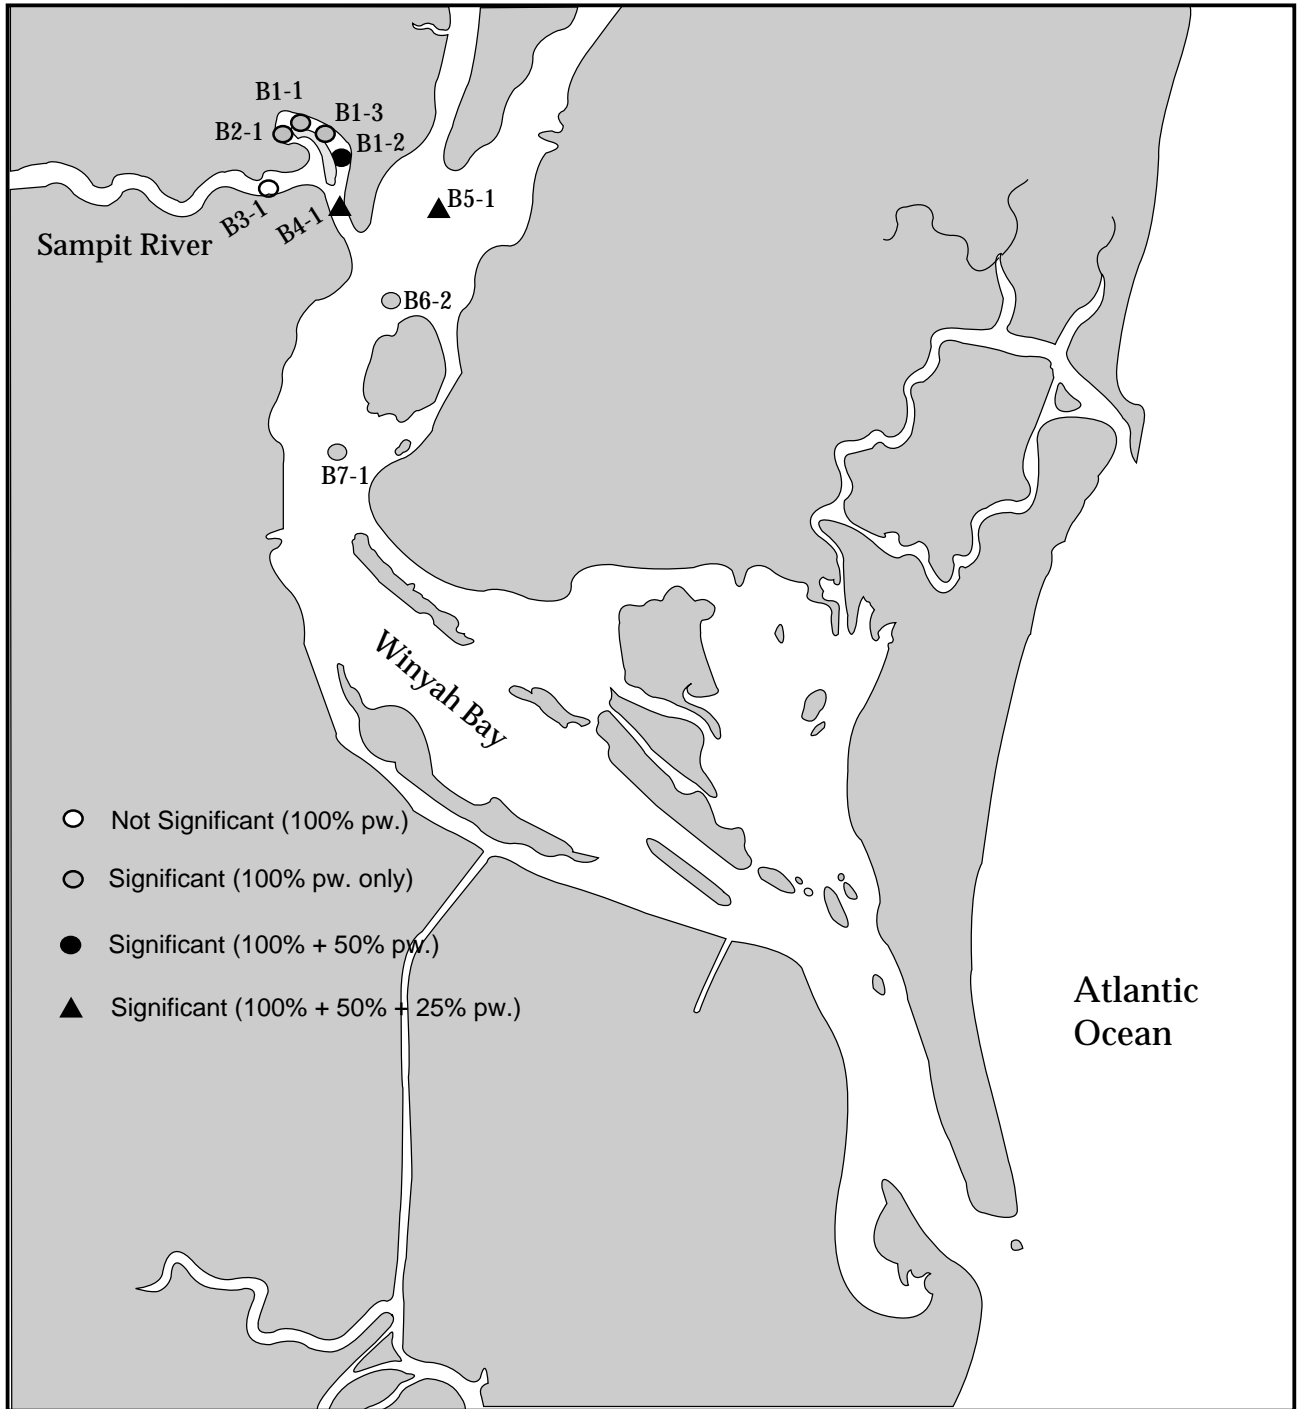 B1-1
B1-3
B2-1
B1-2
B3-1
B4-1
B5-1
Sampit River
B6-2
B7-1
Winyah Bay
Not Significant (100% pw.)
Significant (100% pw. only)
Significant (100% + 50% pw.)
Significant (100% + 50% + 25% pw.)
Atlantic
Ocean